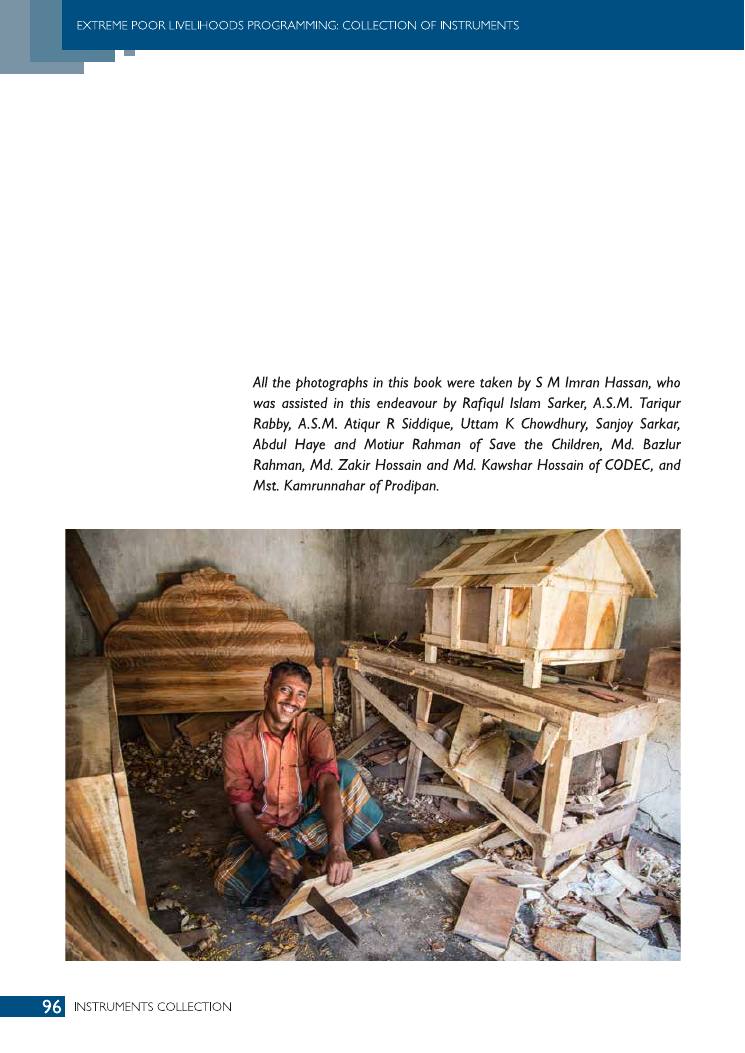 EXTREME POOR LIVELIHOODS PROGRAMMING: COLLECTION OF INSTRUMENTS
All the photographs in this book were taken by S M Imran Hassan, who
was assisted in this endeavour by Rafiqul Islam Sarker, A.S.M. Tariqur
Rabby, A.S.M. Atiqur R Siddique, Uttam K Chowdhury, Sanjoy Sarkar,
Abdul Haye and Motiur Rahman of Save the Children, Md. Bazlur
Rahman, Md. Zakir Hossain and Md. Kawshar Hossain of CODEC, and
Mst. Kamrunnahar of Prodipan.
96 INSTRUMENTS COLLECTION